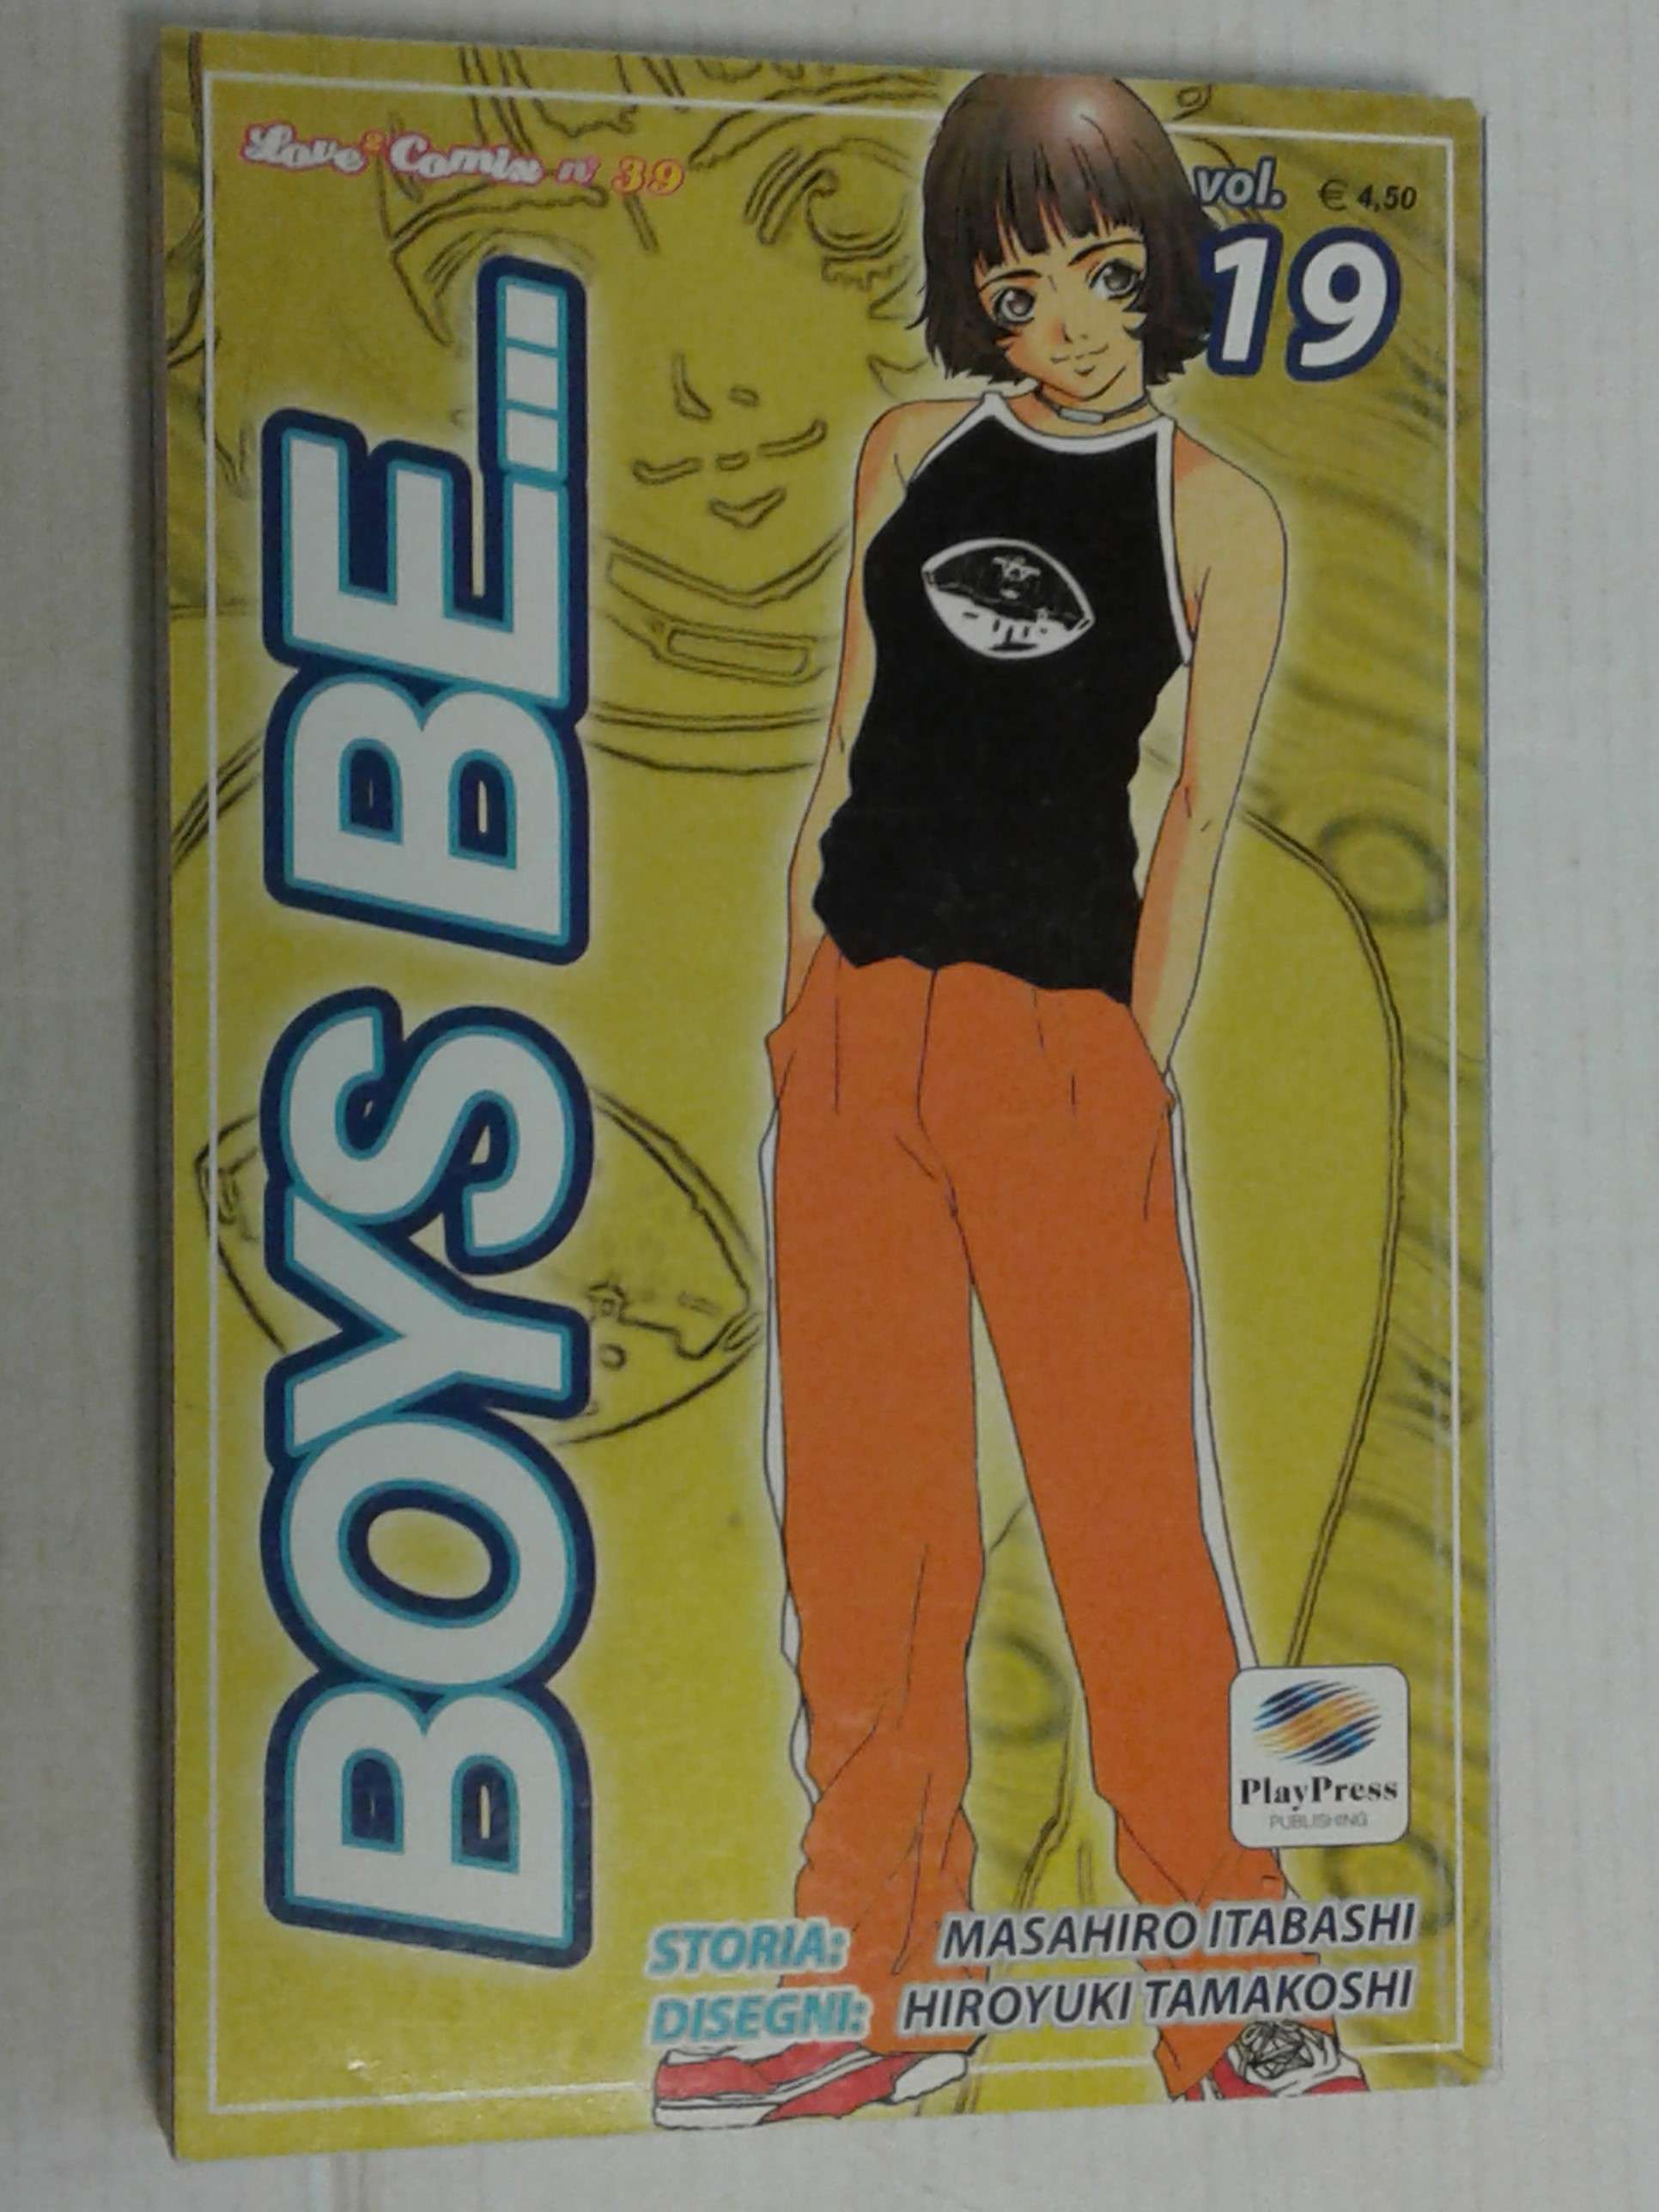 Love² Comix n° 39
vol. € 4,50
19
BOYS BE...
PlayPress
PUBLISHING
STORIA: MASAHIRO ITABASHI
DISEGNI: HIROYUKI TAMAKOSHI